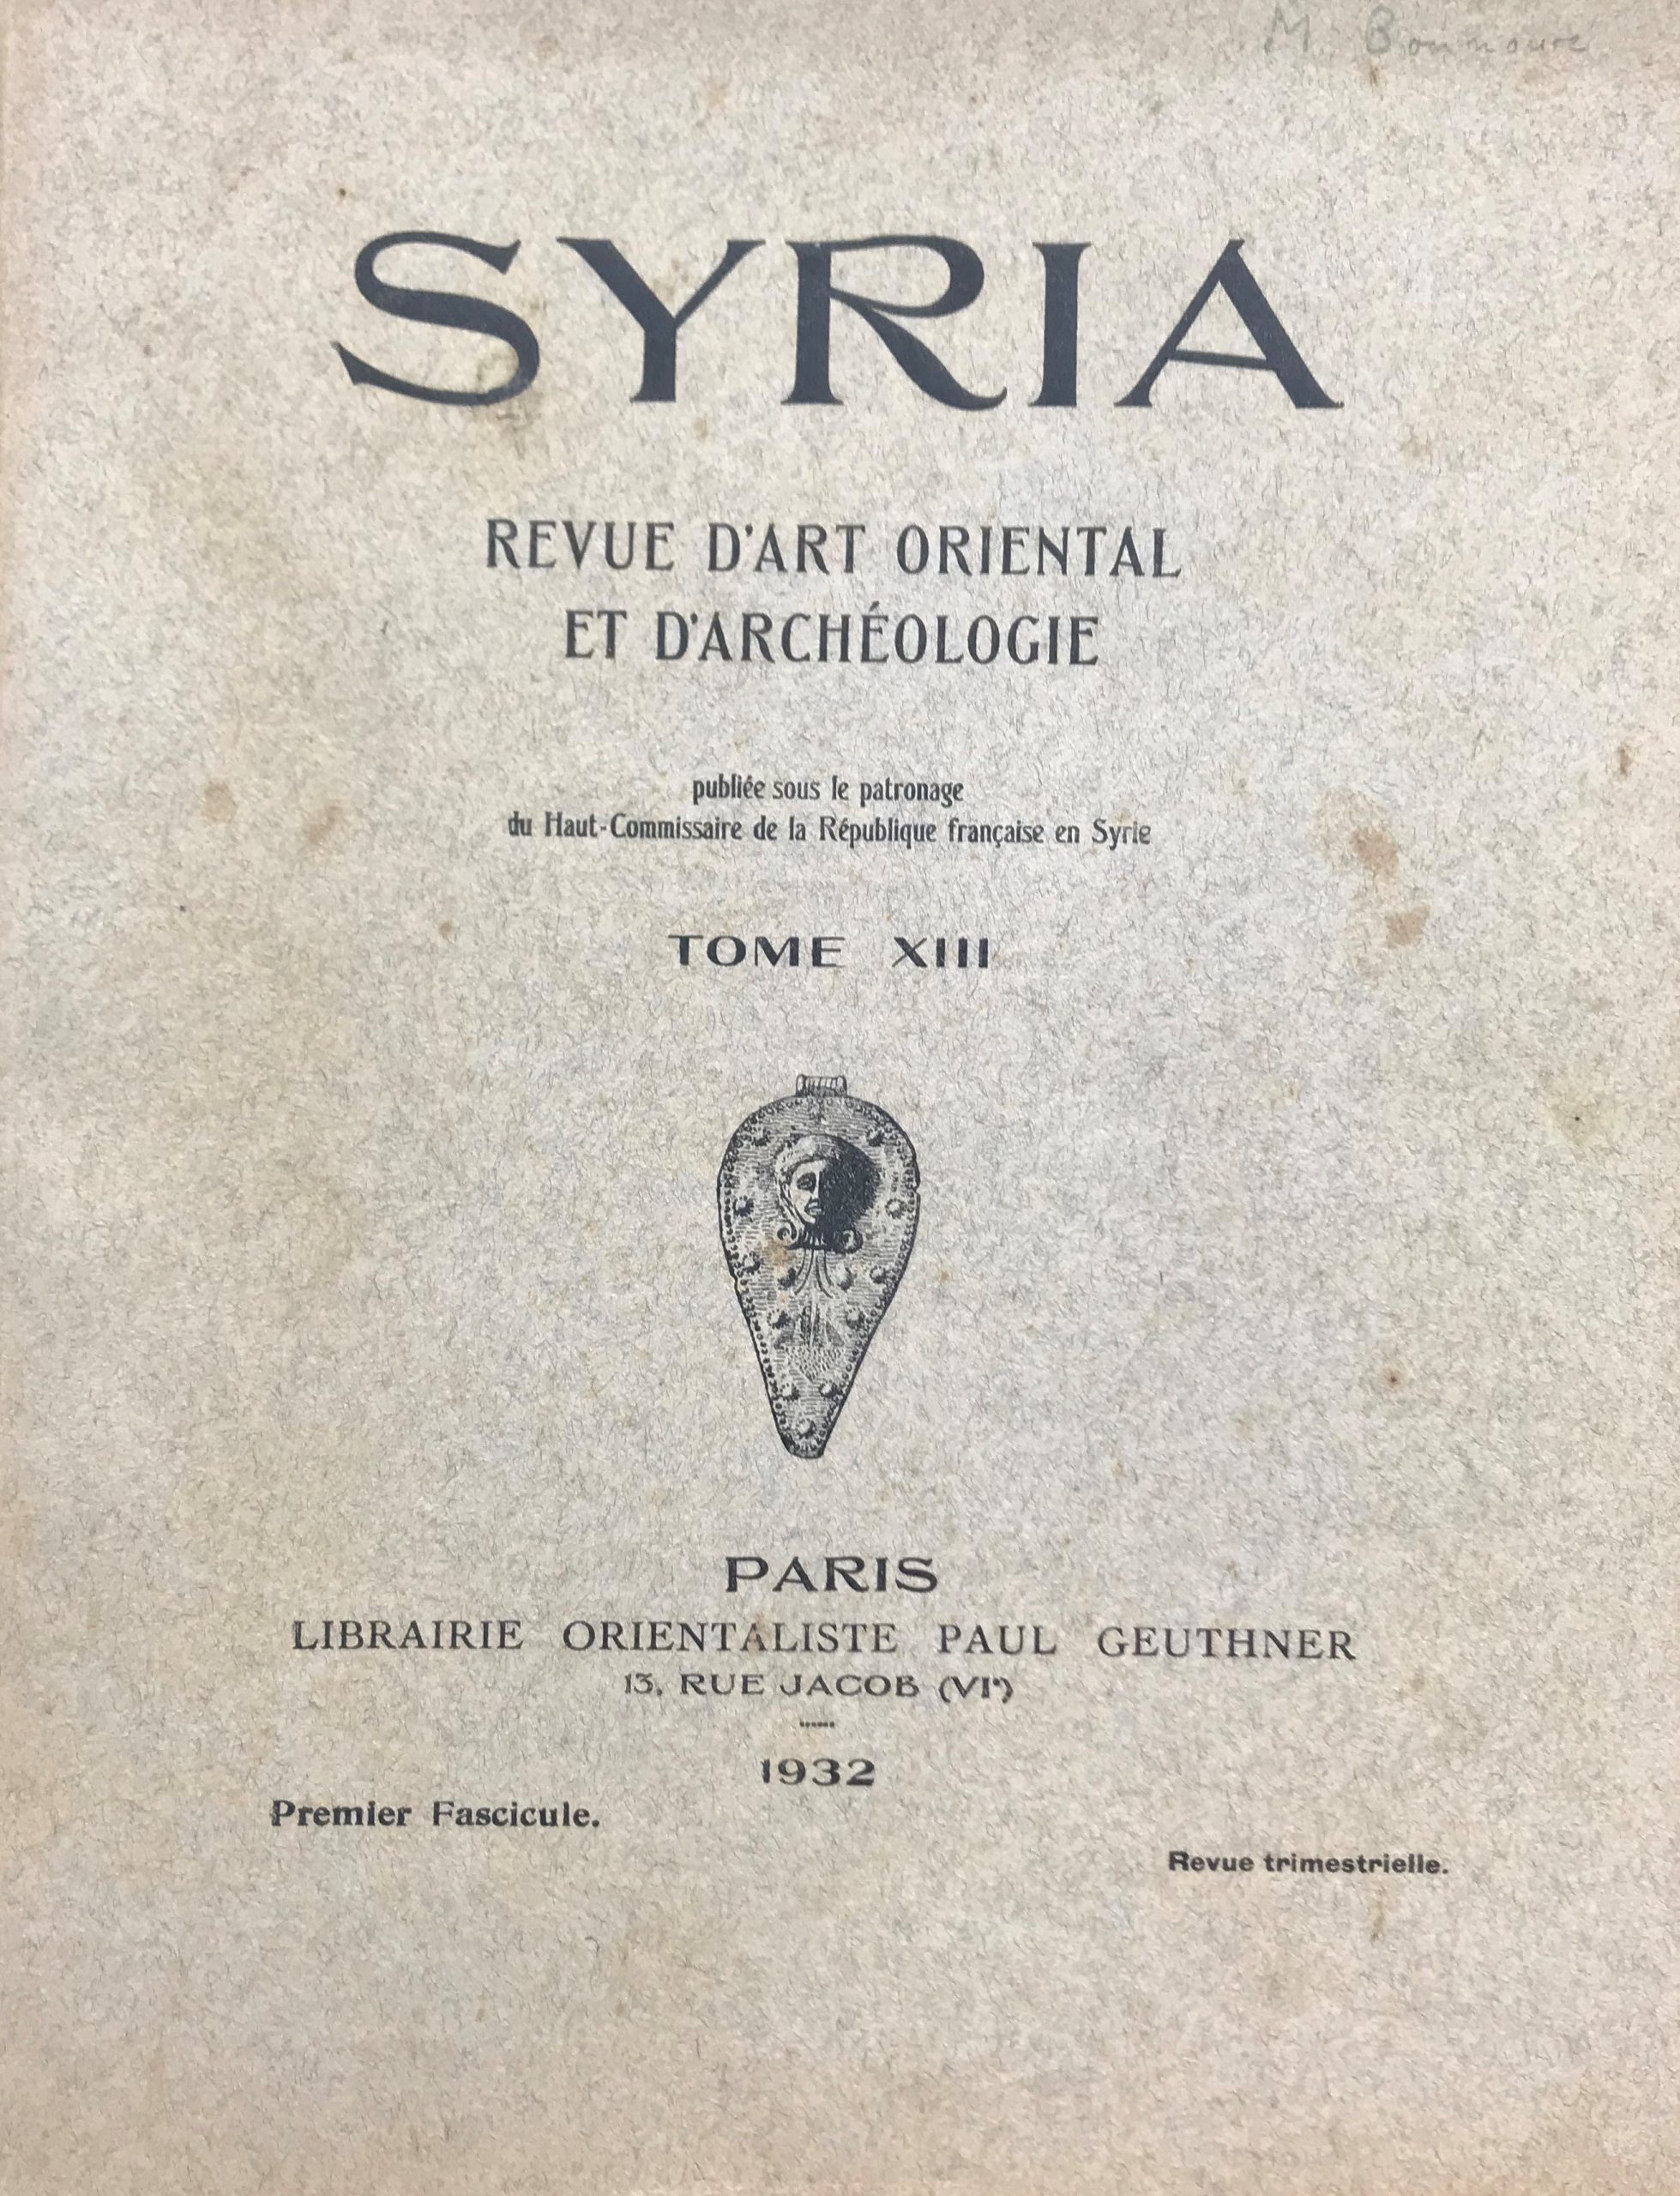 M. Bounoure
SYRIA
REVUE D'ART ORIENTAL
ET D'ARCHÉOLOGIE
publiée sous le patronage
du Haut-Commissaire de la République française en Syrie
TOME XIII
PARIS
LIBRAIRIE ORIENTALISTE PAUL GEUTHNER
13, RUE JACOB (VIᵉ)
1932
Premier Fascicule.
Revue trimestrielle.